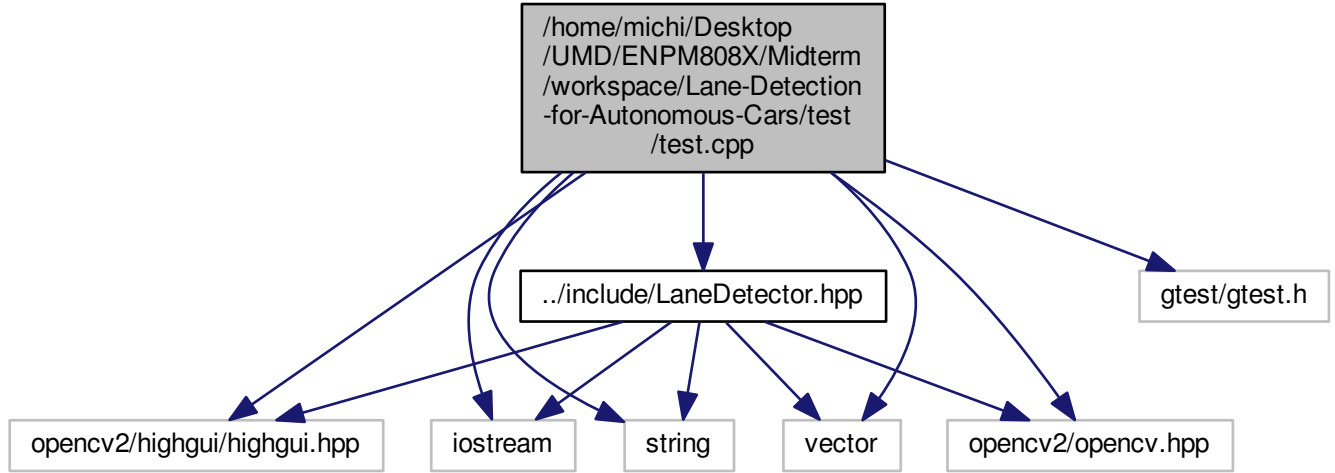 /home/michi/Desktop
/UMD/ENPM808X/Midterm
/workspace/Lane-Detection
-for-Autonomous-Cars/test
/test.cpp
../include/LaneDetector.hpp
gtest/gtest.h
opencv2/highgui/highgui.hpp
iostream
string
vector
opencv2/opencv.hpp